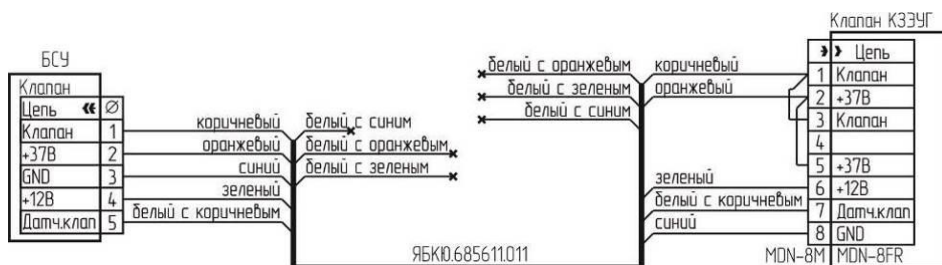 Клапан КЗЭУГ
БСУ
Клапан
Цепь
Клапан 1 коричневый
+37В 2 оранжевый
GND 3 синий
+12В 4 зеленый
Датч.клап 5 белый с коричневым
белый с синим
белый с оранжевым
белый с зеленым
белый с оранжевым
белый с зеленым
белый с синим
коричневый
оранжевый
зеленый
белый с коричневым
синий
Цепь
1 Клапан
2 +37В
3 Клапан
4
5 +37В
6 +12В
7 Датч.клап
8 GND
ЯБКЮ.685611.011
MDN-8M MDN-8FR